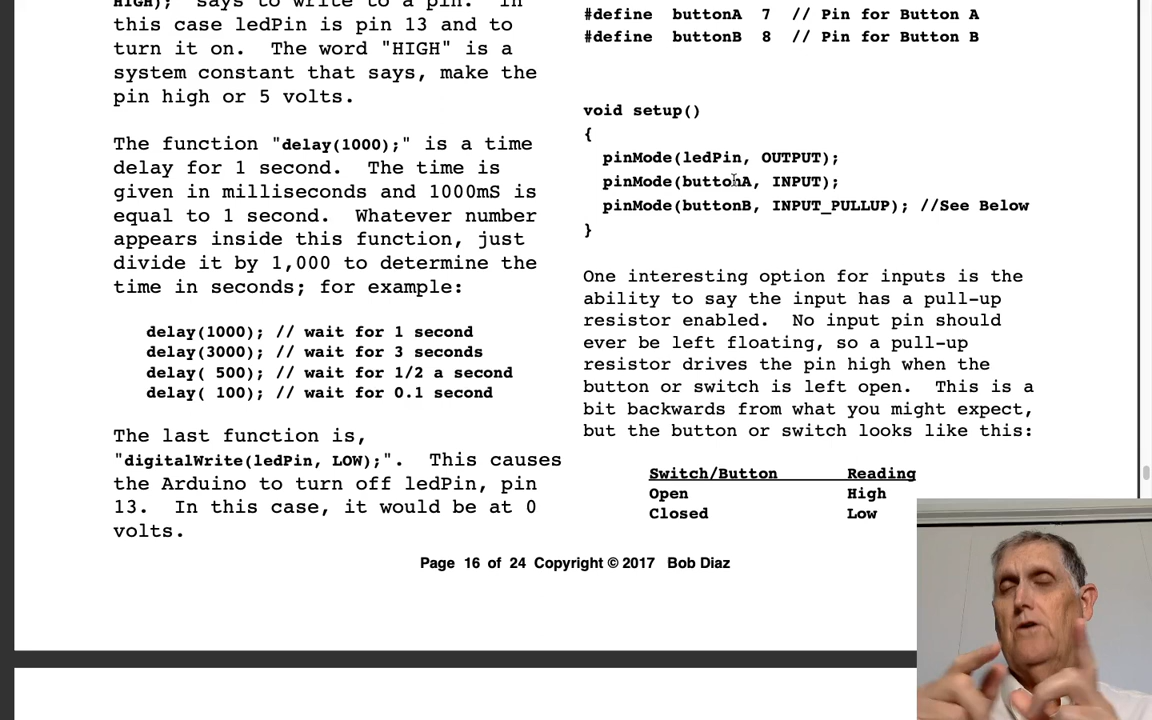 HIGH);" says to write to a pin. In
this case ledPin is pin 13 and to
turn it on. The word "HIGH" is a
system constant that says, make the
pin high or 5 volts.
The function "delay(1000);" is a time
delay for 1 second. The time is
given in milliseconds and 1000mS is
equal to 1 second. Whatever number
appears inside this function, just
divide it by 1,000 to determine the
time in seconds; for example:
delay(1000); // wait for 1 second
delay(3000); // wait for 3 seconds
delay( 500); // wait for 1/2 a second
delay( 100); // wait for 0.1 second
The last function is,
"digitalWrite(ledPin, LOW);". This causes
the Arduino to turn off ledPin, pin
13. In this case, it would be at 0
volts.
#define buttonA 7 // Pin for Button A
#define buttonB 8 // Pin for Button B
void setup()
{
pinMode(ledPin, OUTPUT);
pinMode(buttonA, INPUT);
pinMode(buttonB, INPUT_PULLUP); //See Below
}
One interesting option for inputs is the
ability to say the input has a pull-up
resistor enabled. No input pin should
ever be left floating, so a pull-up
resistor drives the pin high when the
button or switch is left open. This is a
bit backwards from what you might expect,
but the button or switch looks like this:
Switch/Button Reading
Open High
Closed Low
Page 16 of 24 Copyright © 2017 Bob Diaz